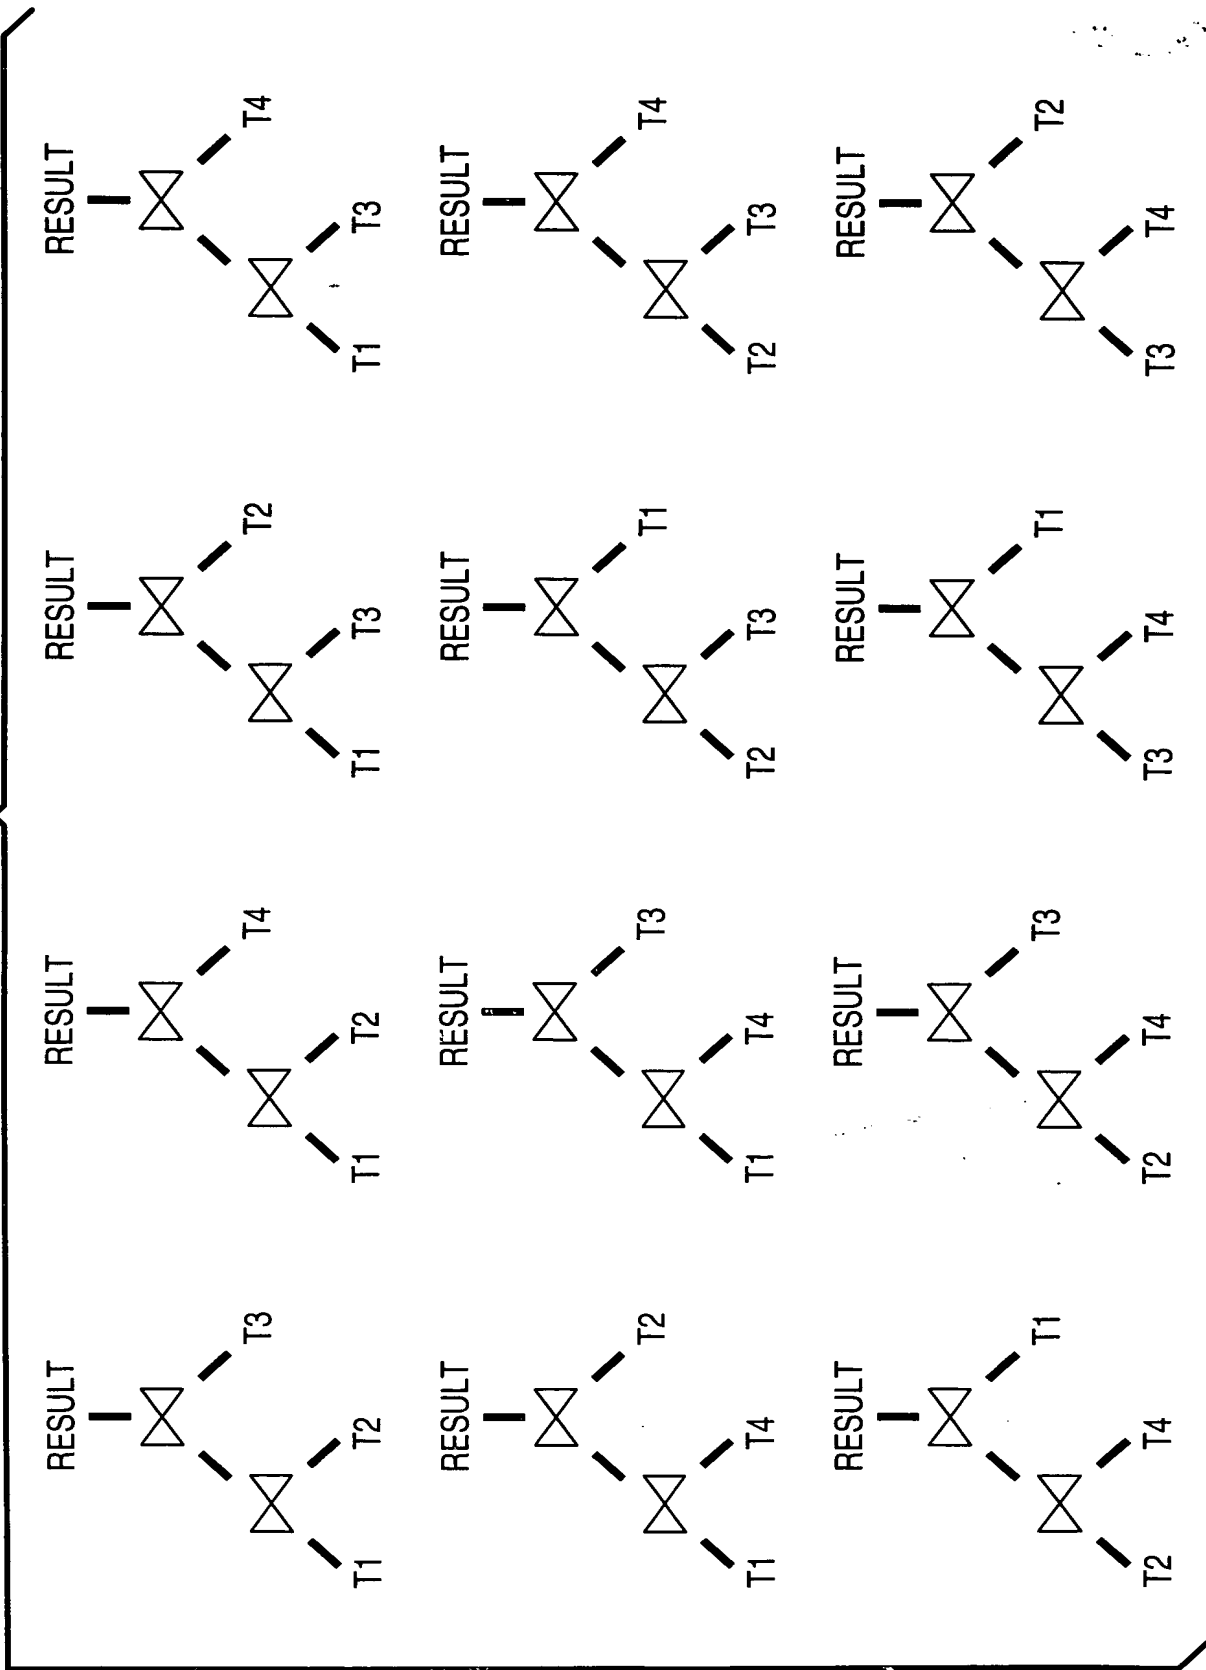 RESULT RESULT RESULT RESULT
T3 T4 T2 T4
T1 T2 T1 T2 T1 T3 T1 T3
RESULT RESULT RESULT RESULT
T2 T3 T1 T4
T1 T4 T1 T4 T2 T3 T2 T3
RESULT RESULT RESULT RESULT
T1 T3 T1 T2
T2 T4 T2 T4 T3 T4 T3 T4